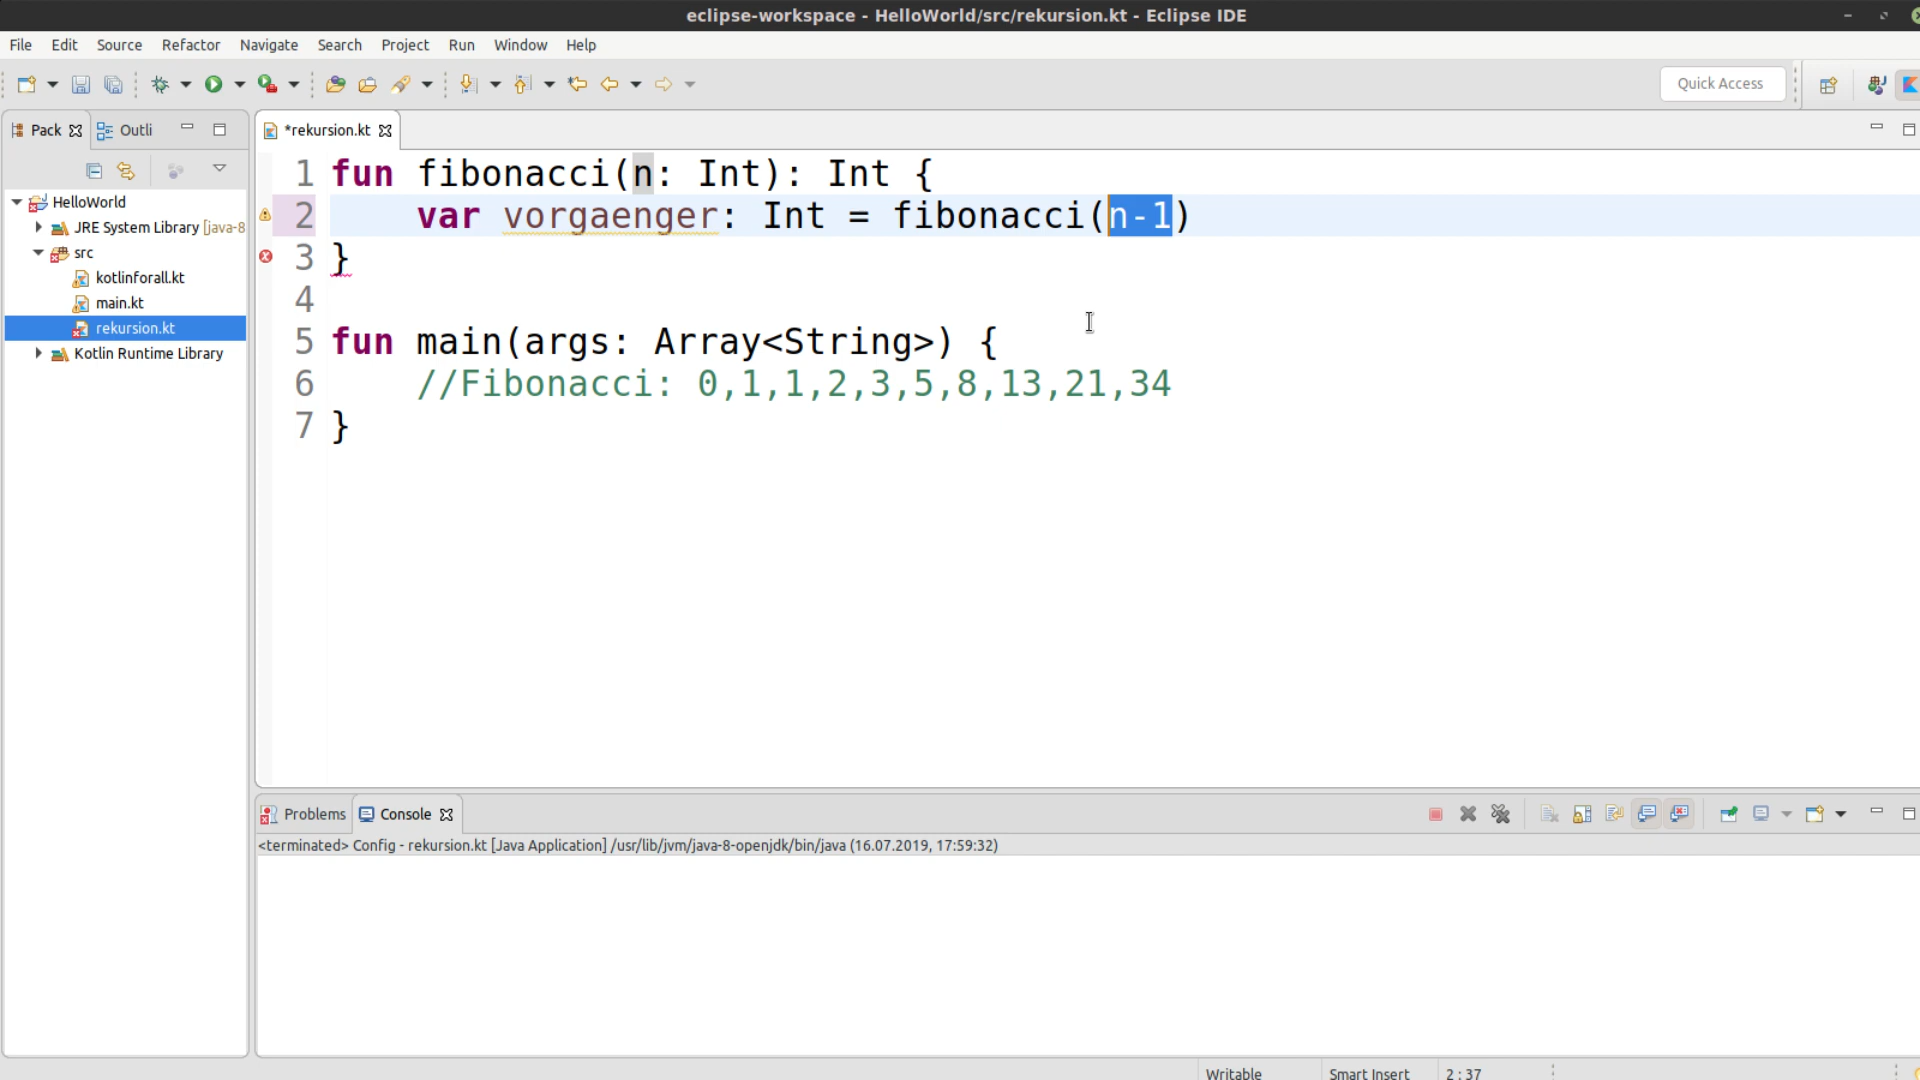 eclipse-workspace - HelloWorld/src/rekursion.kt - Eclipse IDE
File Edit Source Refactor Navigate Search Project Run Window Help
Quick Access
Pack Outli
*rekursion.kt
HelloWorld
JRE System Library [java-8
src
kotlinforall.kt
main.kt
rekursion.kt
Kotlin Runtime Library
1 fun fibonacci(n: Int): Int {
2 var vorgaenger: Int = fibonacci(n-1)
3 }
4
5 fun main(args: Array<String>) {
6 //Fibonacci: 0,1,1,2,3,5,8,13,21,34
7 }
Problems Console
<terminated> Config - rekursion.kt [Java Application] /usr/lib/jvm/java-8-openjdk/bin/java (16.07.2019, 17:59:32)
Writable Smart Insert 2 : 37